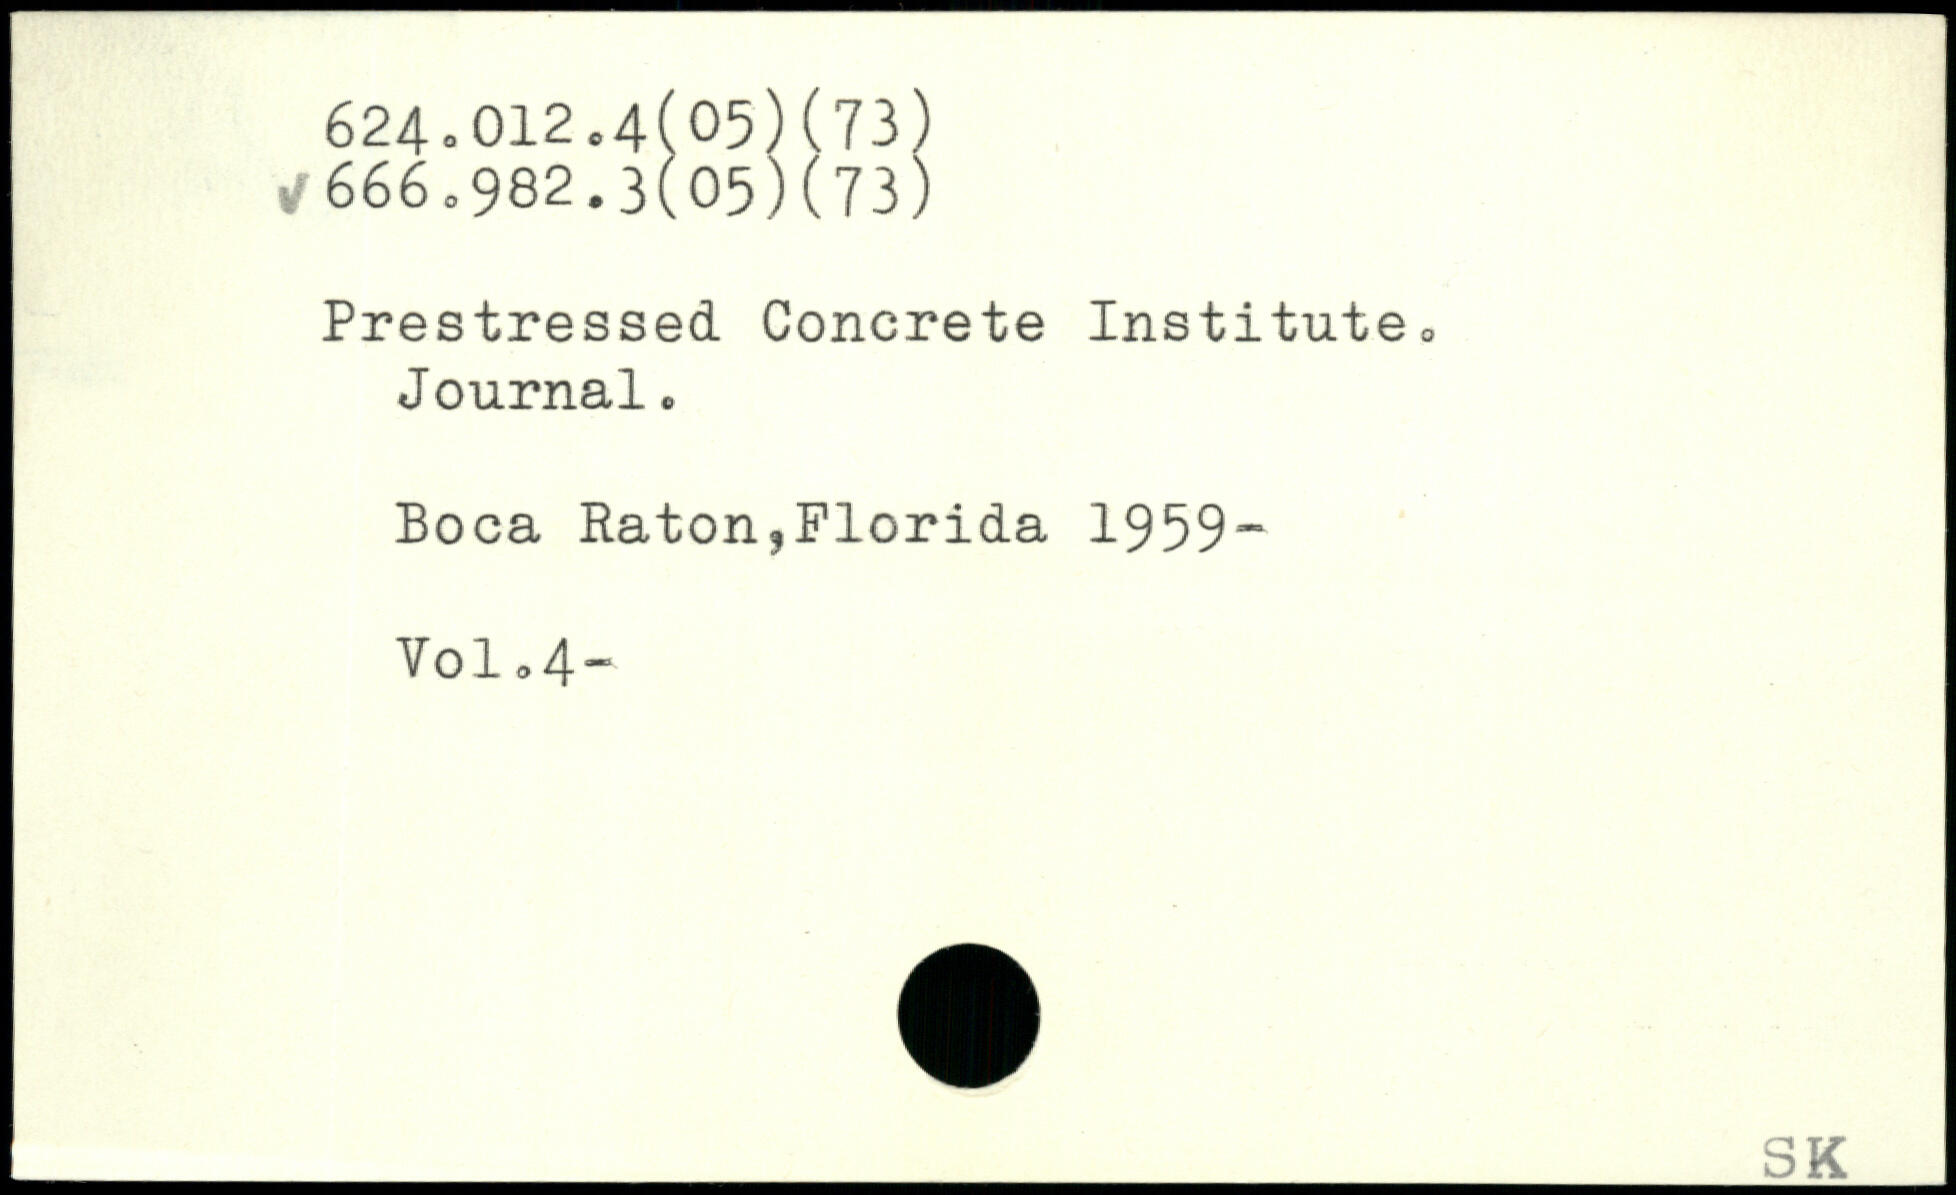 624.012.4(05)(73)
✓666.982.3(05)(73)
Prestressed Concrete Institute.
Journal.
Boca Raton,Florida 1959-
Vol.4-
SK